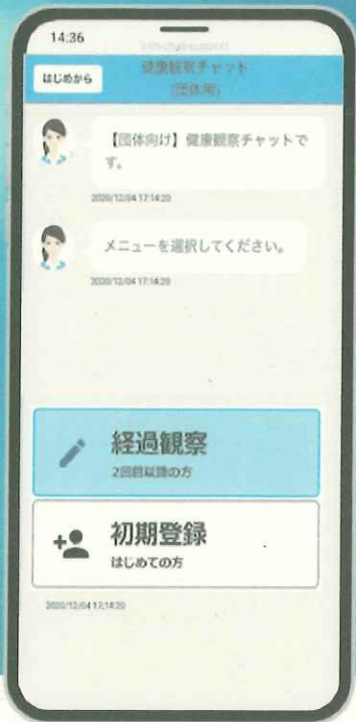 14:36
はじめから
健康観察チャット
(団体用)
【団体向け】健康観察チャットで
す。
2020/12/04 17:14:20
メニューを選択してください。
2020/12/04 17:14:20
経過観察
2回目以降の方
初期登録
はじめての方
2020/12/04 17:14:20